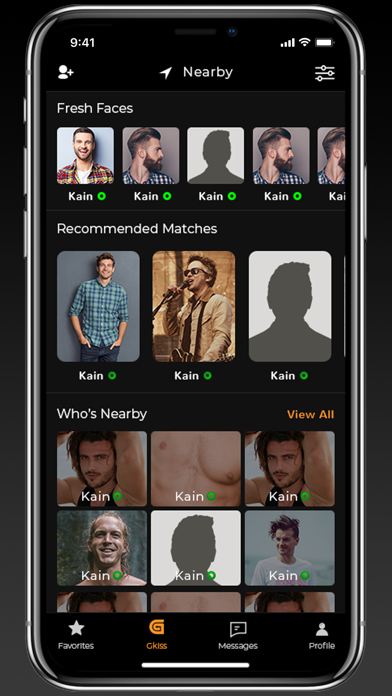 9:41
Nearby
Fresh Faces
Kain Kain Kain Kain Kain
Recommended Matches
Kain Kain Kain
Who's Nearby View All
Kain Kain Kain
Kain Kain Kain
Favorites Gkiss Messages Profile